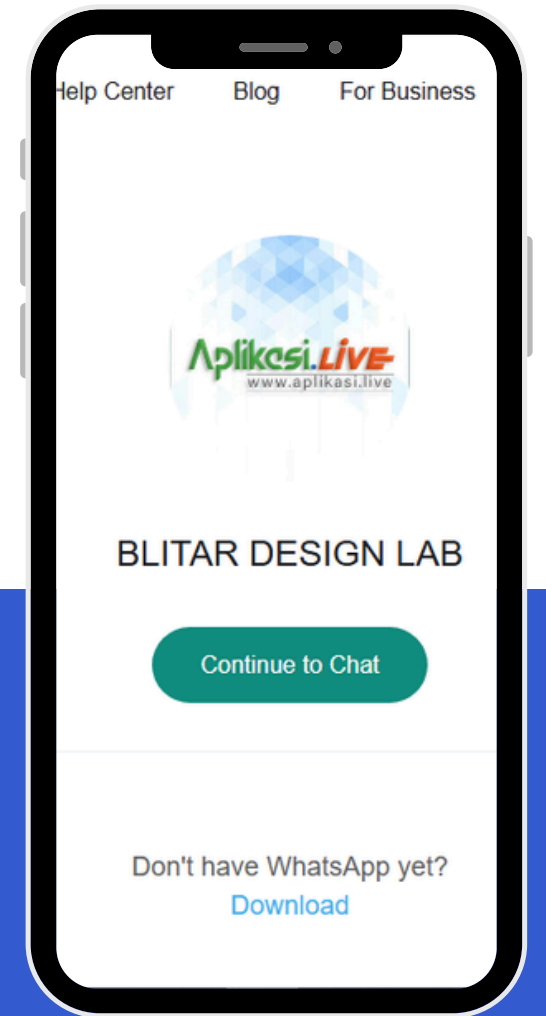 Help Center Blog For Business
Aplikasi.LIVE
www.aplikasi.live
BLITAR DESIGN LAB
Continue to Chat
Don't have WhatsApp yet?
Download